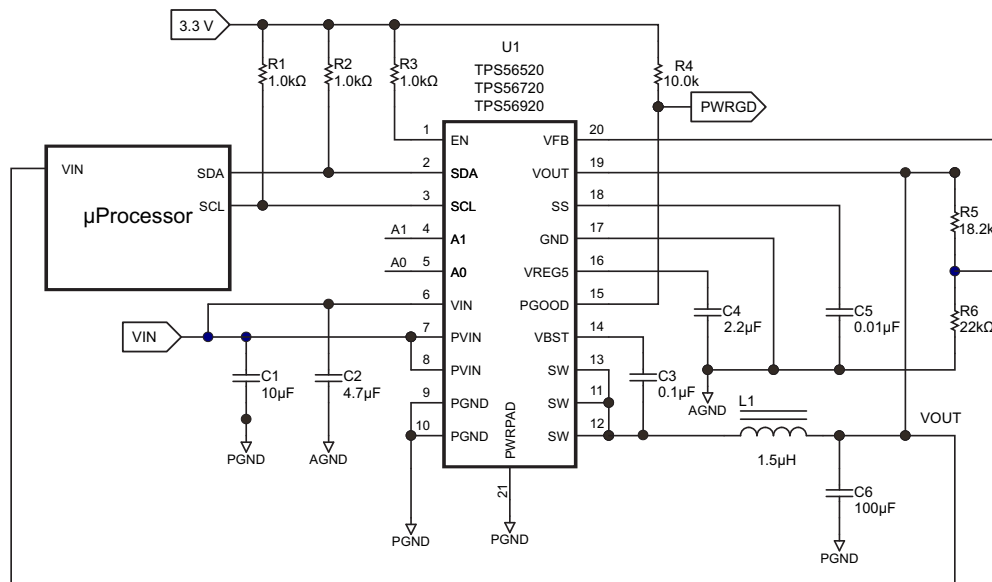 3.3 V
U1
R1
1.0kΩ
R2
1.0kΩ
R3
1.0kΩ
TPS56520
TPS56720
TPS56920
R4
10.0k
PWRGD
1
EN
VFB
20
VIN
SDA
2
SDA
VOUT
19
µProcessor
SCL
3
SCL
SS
18
R5
18.2k
A1
4
A1
GND
17
A0
5
A0
VREG5
16
6
VIN
PGOOD
15
C4
2.2µF
C5
0.01µF
R6
22kΩ
VIN
7
PVIN
VBST
14
8
PVIN
SW
13
C1
10µF
C2
4.7µF
C3
0.1µF
AGND
9
PGND
SW
11
L1
10
PGND
SW
12
VOUT
PWRPAD
PGND
AGND
1.5µH
21
C6
100µF
PGND
PGND
PGND